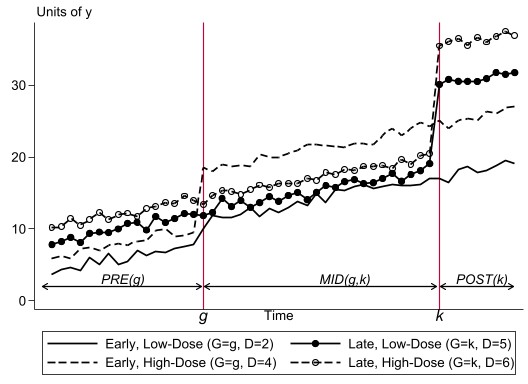 Units of y
30
20
10
0
PRE(g)
MID(g,k)
POST(k)
g
Time
k
Early, Low-Dose (G=g, D=2)
Late, Low-Dose (G=k, D=5)
Early, High-Dose (G=g, D=4)
Late, High-Dose (G=k, D=6)